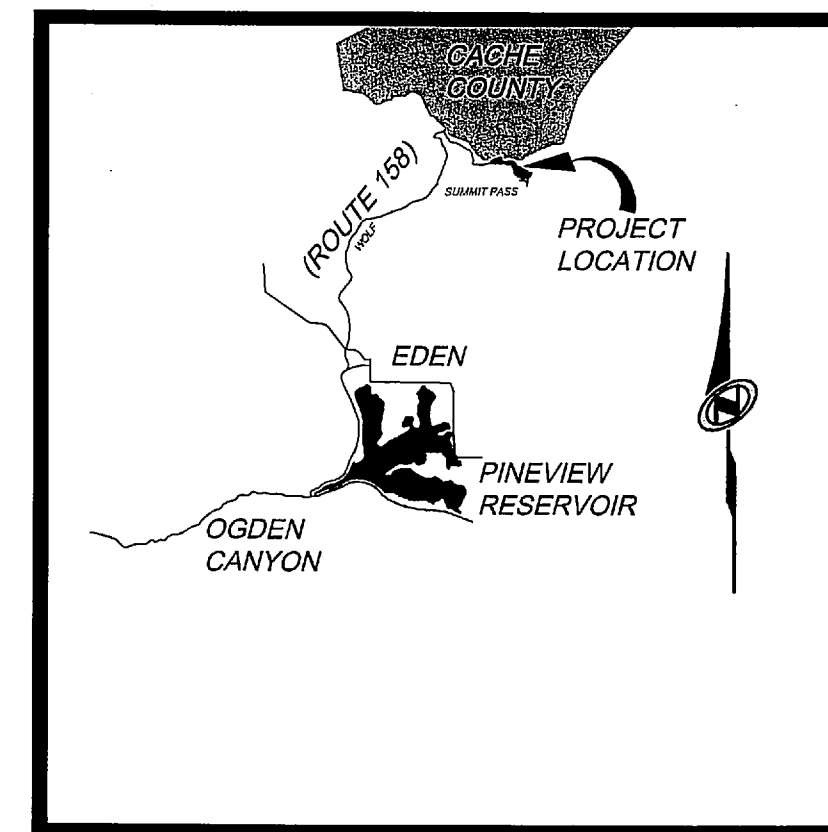 CACHE
COUNTY
(ROUTE 158)
WOLF
SUMMIT PASS
PROJECT
LOCATION
EDEN
N
PINEVIEW
RESERVOIR
OGDEN
CANYON